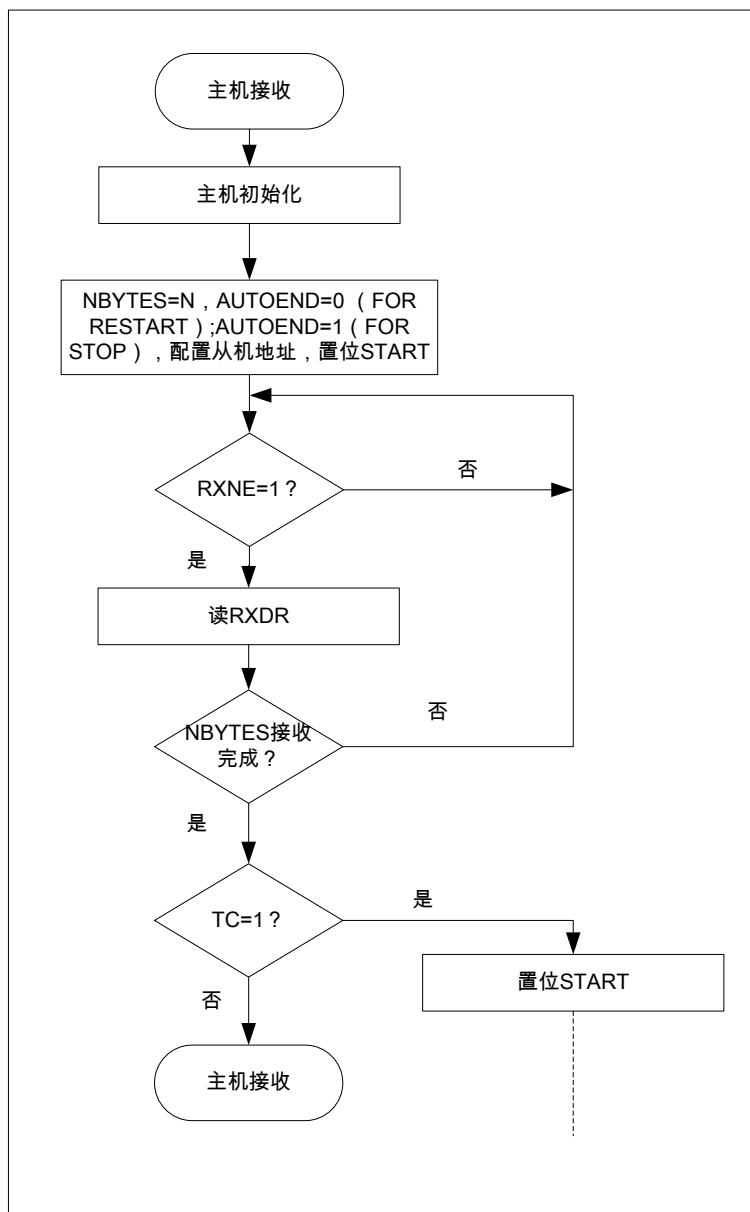 主机接收
主机初始化
NBYTES=N，AUTOEND=0 （FOR
RESTART）;AUTOEND=1（FOR
STOP），配置从机地址，置位START
RXNE=1？
否
是
读RXDR
NBYTES接收
完成？
否
是
TC=1？
是
置位START
否
主机接收